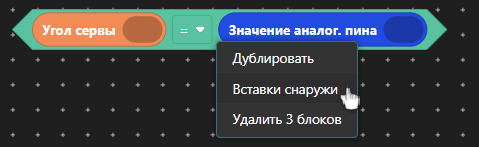 Угол сервы = Значение аналог. пина
Дублировать
Вставки снаружи
Удалить 3 блоков